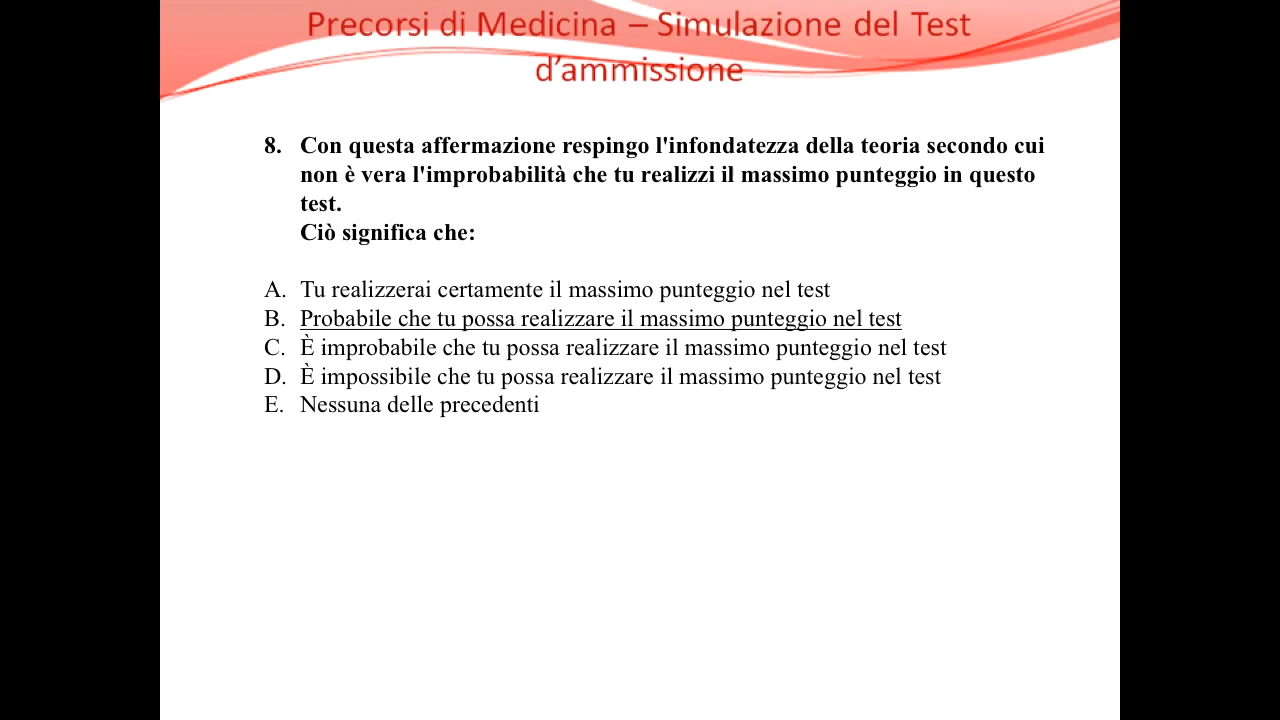 Precorsi di Medicina – Simulazione del Test
d’ammissione
8. Con questa affermazione respingo l'infondatezza della teoria secondo cui
non è vera l'improbabilità che tu realizzi il massimo punteggio in questo
test.
Ciò significa che:
A. Tu realizzerai certamente il massimo punteggio nel test
B. Probabile che tu possa realizzare il massimo punteggio nel test
C. È improbabile che tu possa realizzare il massimo punteggio nel test
D. È impossibile che tu possa realizzare il massimo punteggio nel test
E. Nessuna delle precedenti